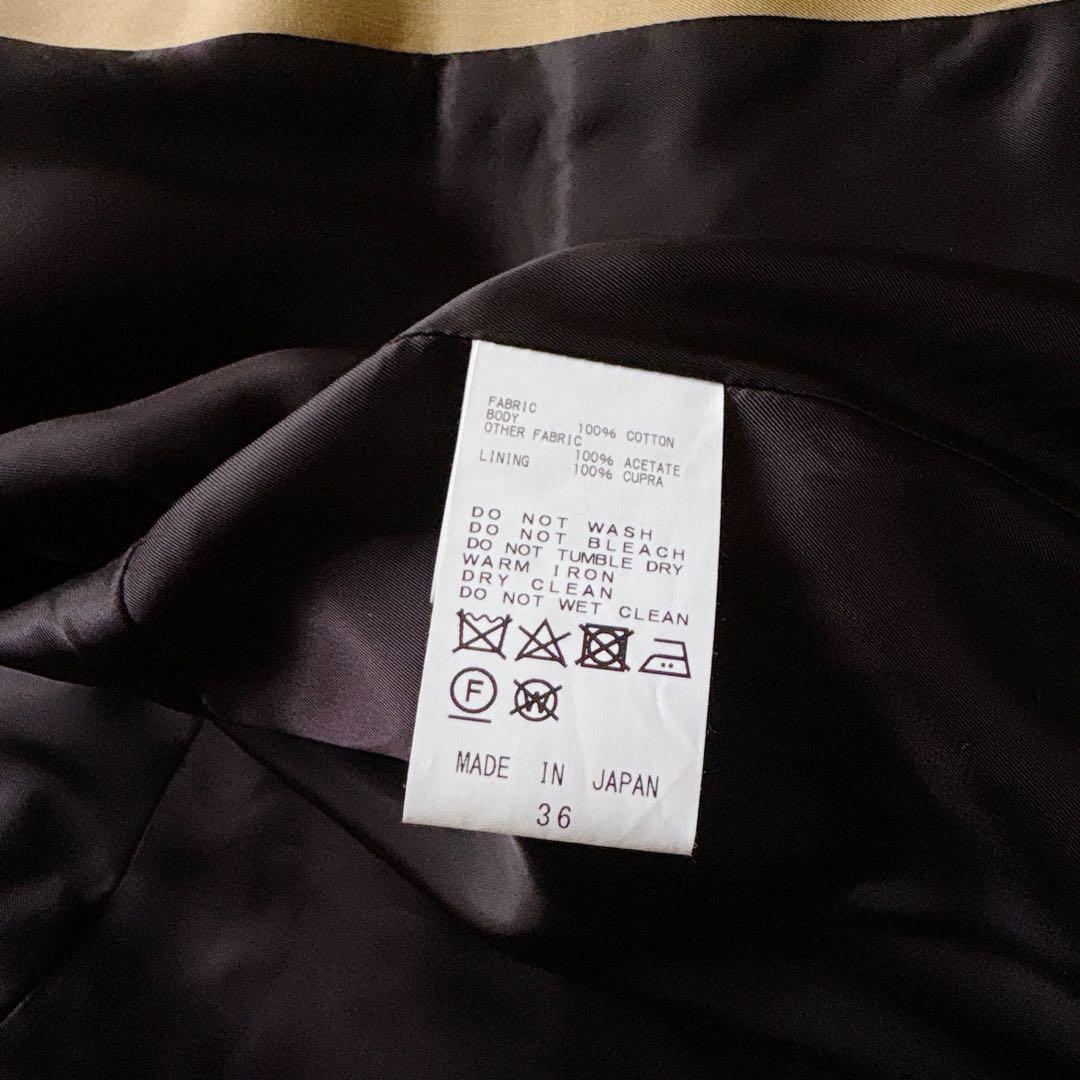 FABRIC
BODY 100% COTTON
OTHER FABRIC 100% ACETATE
LINING 100% CUPRA
DO NOT WASH
DO NOT BLEACH
DO NOT TUMBLE DRY
WARM IRON
DRY CLEAN
DO NOT WET CLEAN
F W
MADE IN JAPAN
36